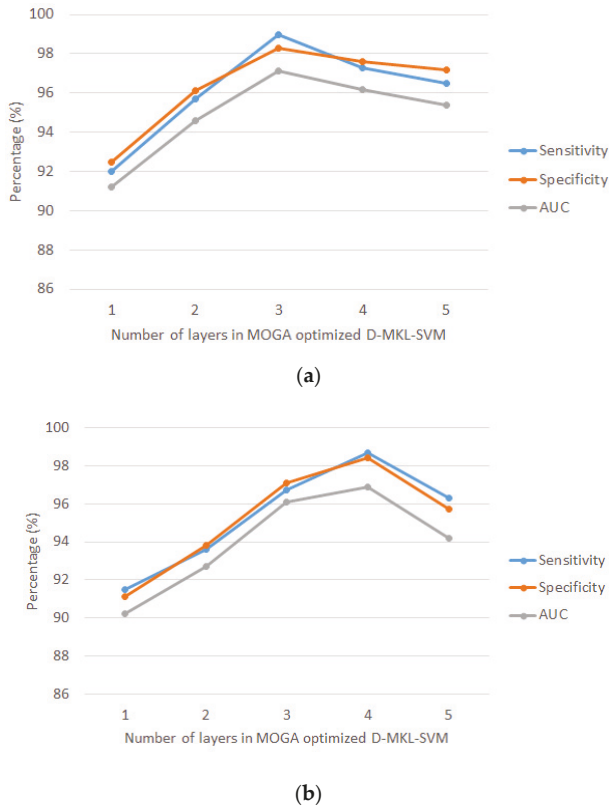 100
98
96
94
92
90
88
86
Percentage (%)
1 2 3 4 5
Number of layers in MOGA optimized D-MKL-SVM
Sensitivity
Specificity
AUC
(a)
100
98
96
94
92
90
88
86
Percentage (%)
1 2 3 4 5
Number of layers in MOGA optimized D-MKL-SVM
Sensitivity
Specificity
AUC
(b)